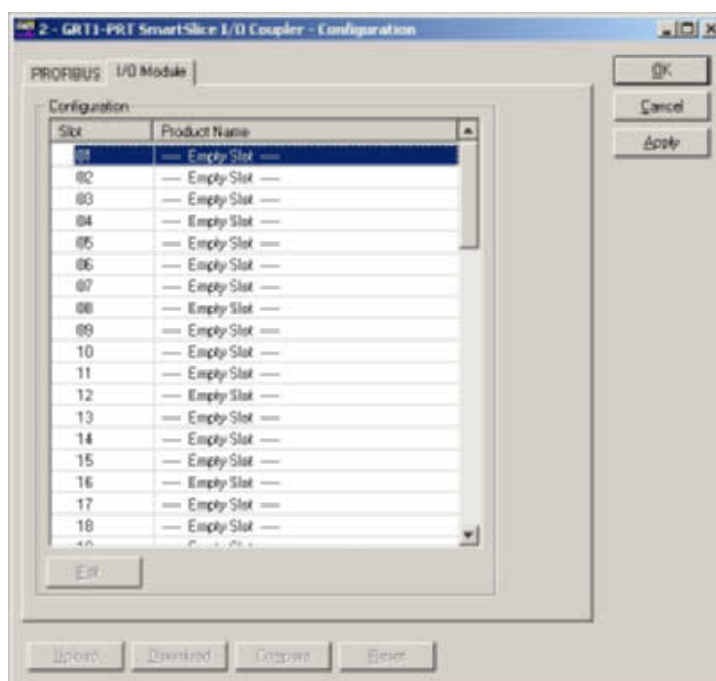 2 - GRT1-PRT SmartSlice I/O Coupler - Configuration
PROFIBUS I/O Module
OK
Cancel
Apply
Configuration
Slot Product Name
01 --- Empty Slot ---
02 --- Empty Slot ---
03 --- Empty Slot ---
04 --- Empty Slot ---
05 --- Empty Slot ---
06 --- Empty Slot ---
07 --- Empty Slot ---
08 --- Empty Slot ---
09 --- Empty Slot ---
10 --- Empty Slot ---
11 --- Empty Slot ---
12 --- Empty Slot ---
13 --- Empty Slot ---
14 --- Empty Slot ---
15 --- Empty Slot ---
16 --- Empty Slot ---
17 --- Empty Slot ---
18 --- Empty Slot ---
Edit
Upload Download Compare Reset